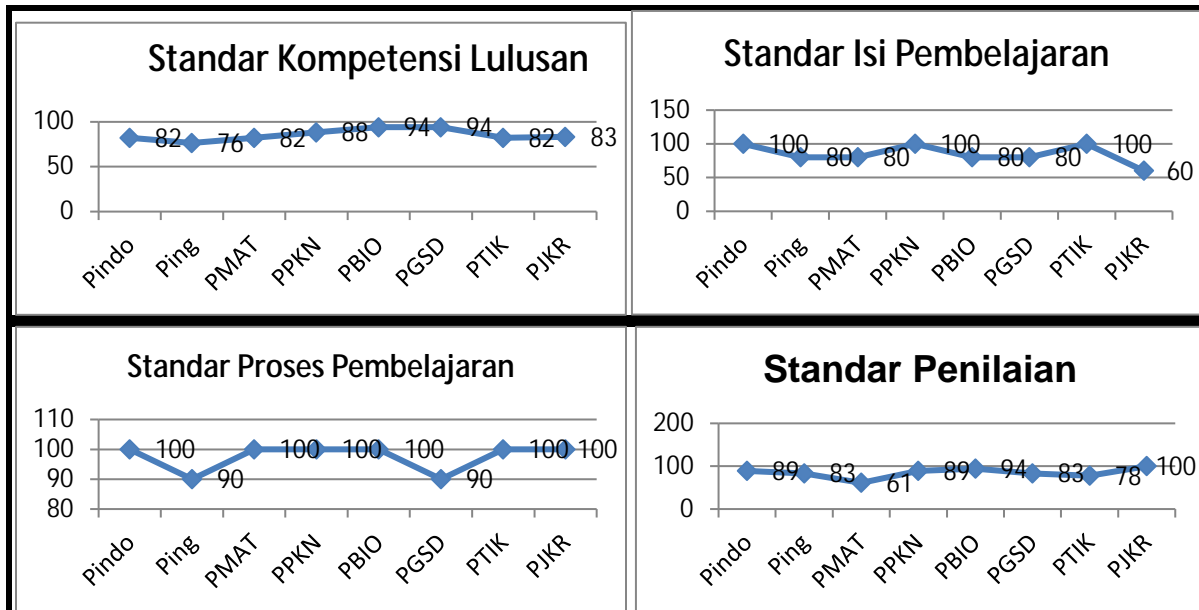 Standar Kompetensi Lulusan
100
50
0
82 76 82 88 94 94 82 83
Pindo Ping PMAT PPKN PBIO PGSD PTIK PJKR
Standar Isi Pembelajaran
150
100
50
0
100 80 80 100 80 80 100 60
Pindo Ping PMAT PPKN PBIO PGSD PTIK PJKR
Standar Proses Pembelajaran
110
100
90
80
100 90 100 100 100 90 100 100
Pindo Ping PMAT PPKN PBIO PGSD PTIK PJKR
Standar Penilaian
200
100
0
89 83 61 89 94 83 78 100
Pindo Ping PMAT PPKN PBIO PGSD PTIK PJKR